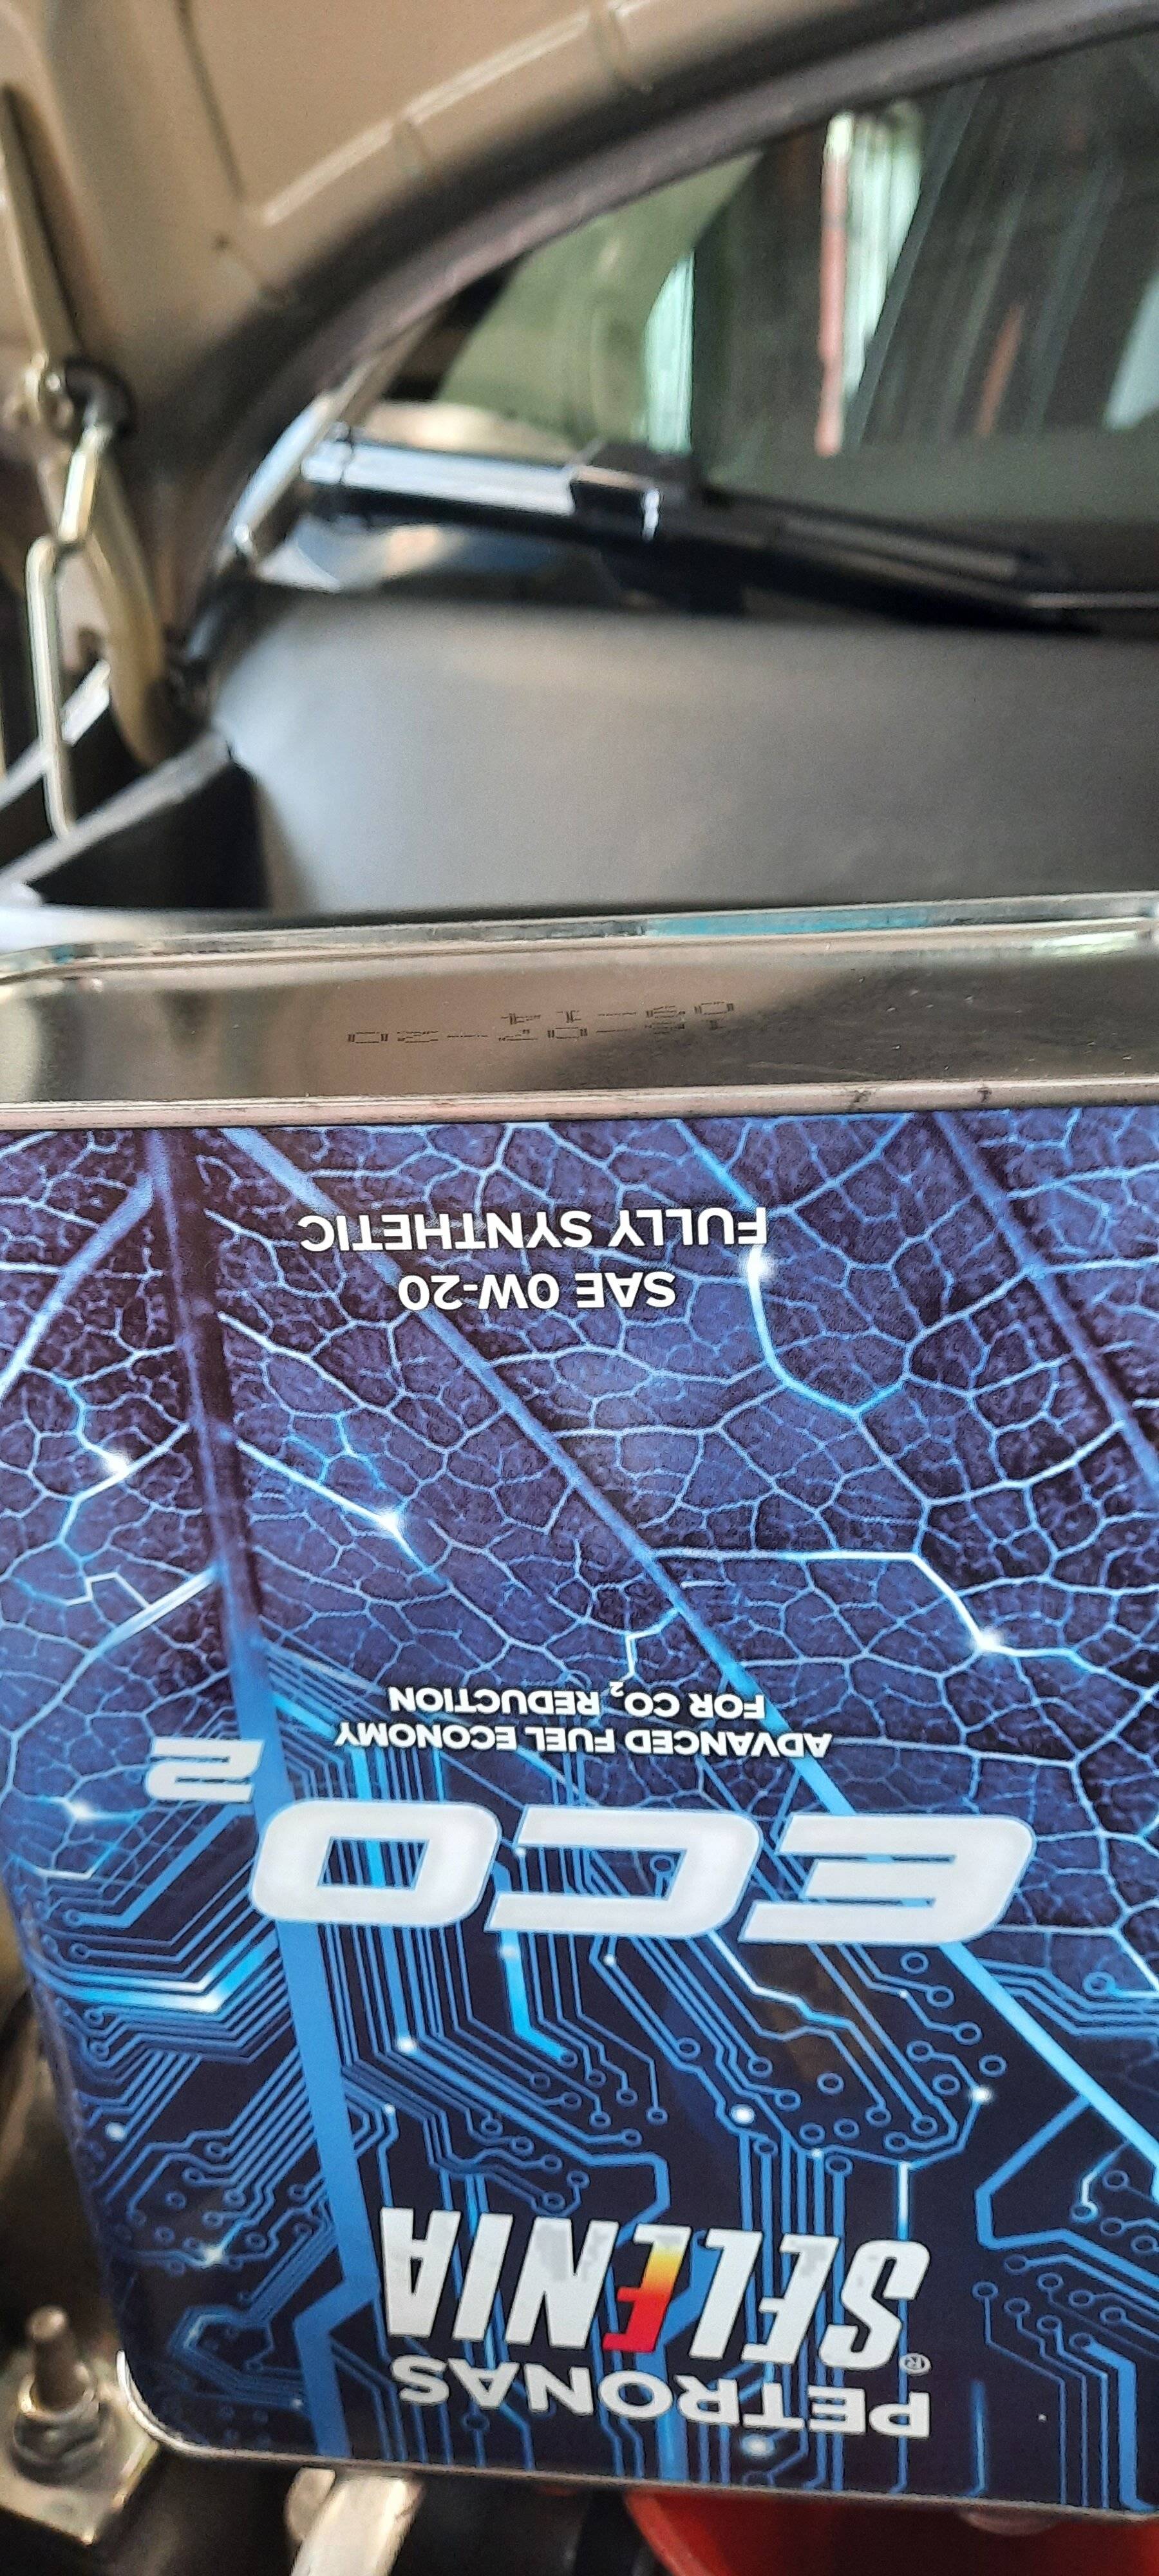 PETRONAS
SELENIA®
ECO²
ADVANCED FUEL ECONOMY
FOR CO₂ REDUCTION
SAE 0W-20
FULLY SYNTHETIC